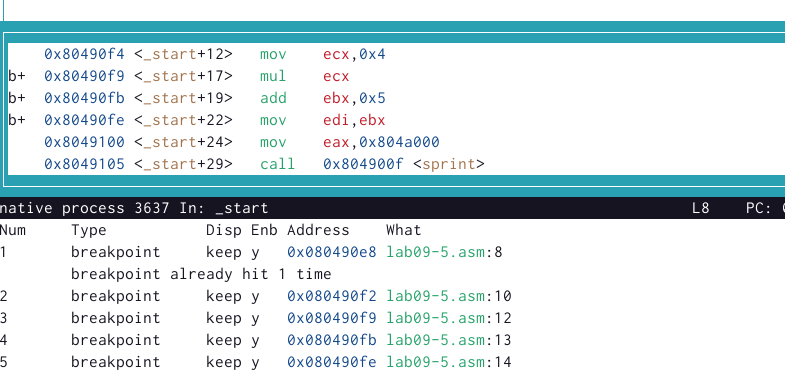 0x80490f4 <_start+12> mov ecx,0x4
b+ 0x80490f9 <_start+17> mul ecx
b+ 0x80490fb <_start+19> add ebx,0x5
b+ 0x80490fe <_start+22> mov edi,ebx
0x8049100 <_start+24> mov eax,0x804a000
0x8049105 <_start+29> call 0x804900f <sprint>
native process 3637 In: _start L8 PC:
Num Type Disp Enb Address What
1 breakpoint keep y 0x080490e8 lab09-5.asm:8
breakpoint already hit 1 time
2 breakpoint keep y 0x080490f2 lab09-5.asm:10
3 breakpoint keep y 0x080490f9 lab09-5.asm:12
4 breakpoint keep y 0x080490fb lab09-5.asm:13
5 breakpoint keep y 0x080490fe lab09-5.asm:14